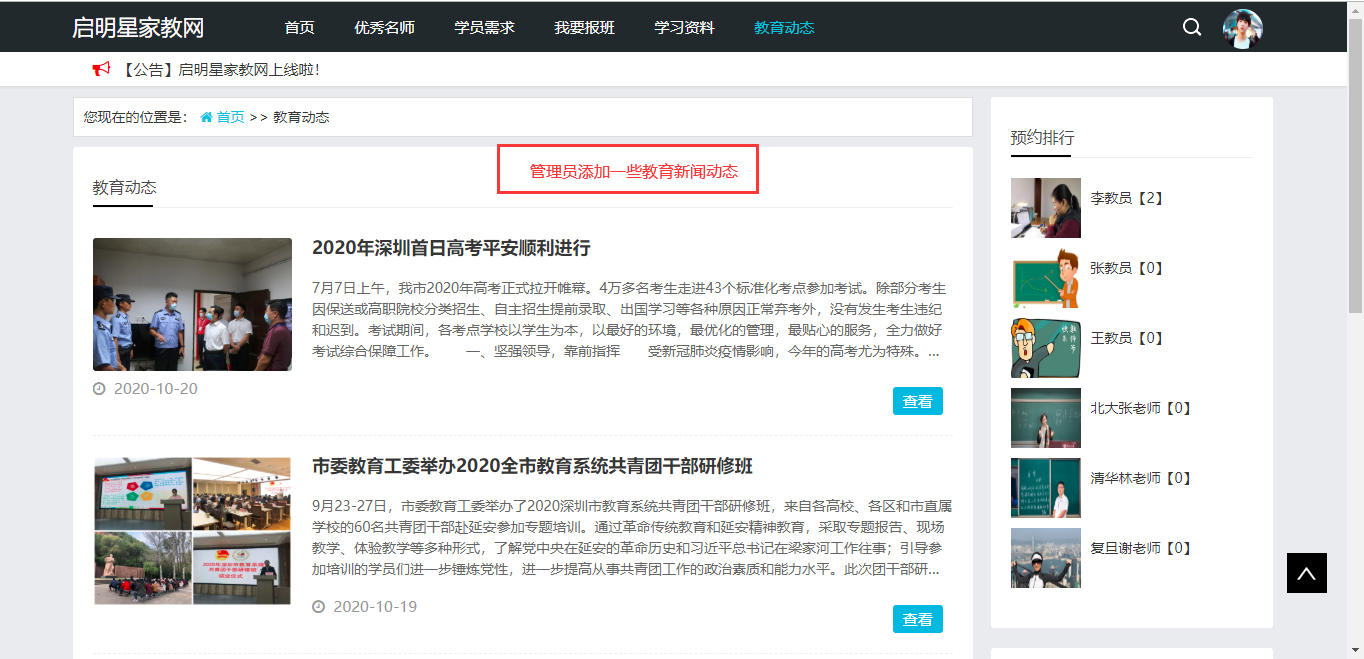 启明星家教网 首页 优秀名师 学员需求 我要报班 学习资料 教育动态
【公告】启明星家教网上线啦！
您现在的位置是： 首页 >> 教育动态
管理员添加一些教育新闻动态
教育动态
2020年深圳首日高考平安顺利进行
7月7日上午，我市2020年高考正式拉开帷幕。4万多名考生走进43个标准化考点参加考试。除部分考生
因保送或高职院校分类招生、自主招生提前录取、出国学习等各种原因正常弃考外，没有发生考生违纪
和迟到。考试期间，各考点学校以学生为本，以最好的环境，最优化的管理，最贴心的服务，全力做好
考试综合保障工作。 一、坚强领导，靠前指挥 受新冠肺炎疫情影响，今年的高考尤为特殊。...
2020-10-20
查看
市委教育工委举办2020全市教育系统共青团干部研修班
9月23-27日，市委教育工委举办了2020深圳市教育系统共青团干部研修班，来自各高校、各区和市直属
学校的60名共青团干部赴延安参加专题培训。通过革命传统教育和延安精神教育，采取专题报告、现场
教学、体验教学等多种形式，了解党中央在延安的革命历史和习近平总书记在梁家河工作往事；引导参
加培训的学员们进一步锤炼党性，进一步提高从事共青团工作的政治素质和能力水平。此次团干部研...
2020-10-19
查看
预约排行
李教员【2】
张教员【0】
王教员【0】
北大张老师【0】
清华林老师【0】
复旦谢老师【0】